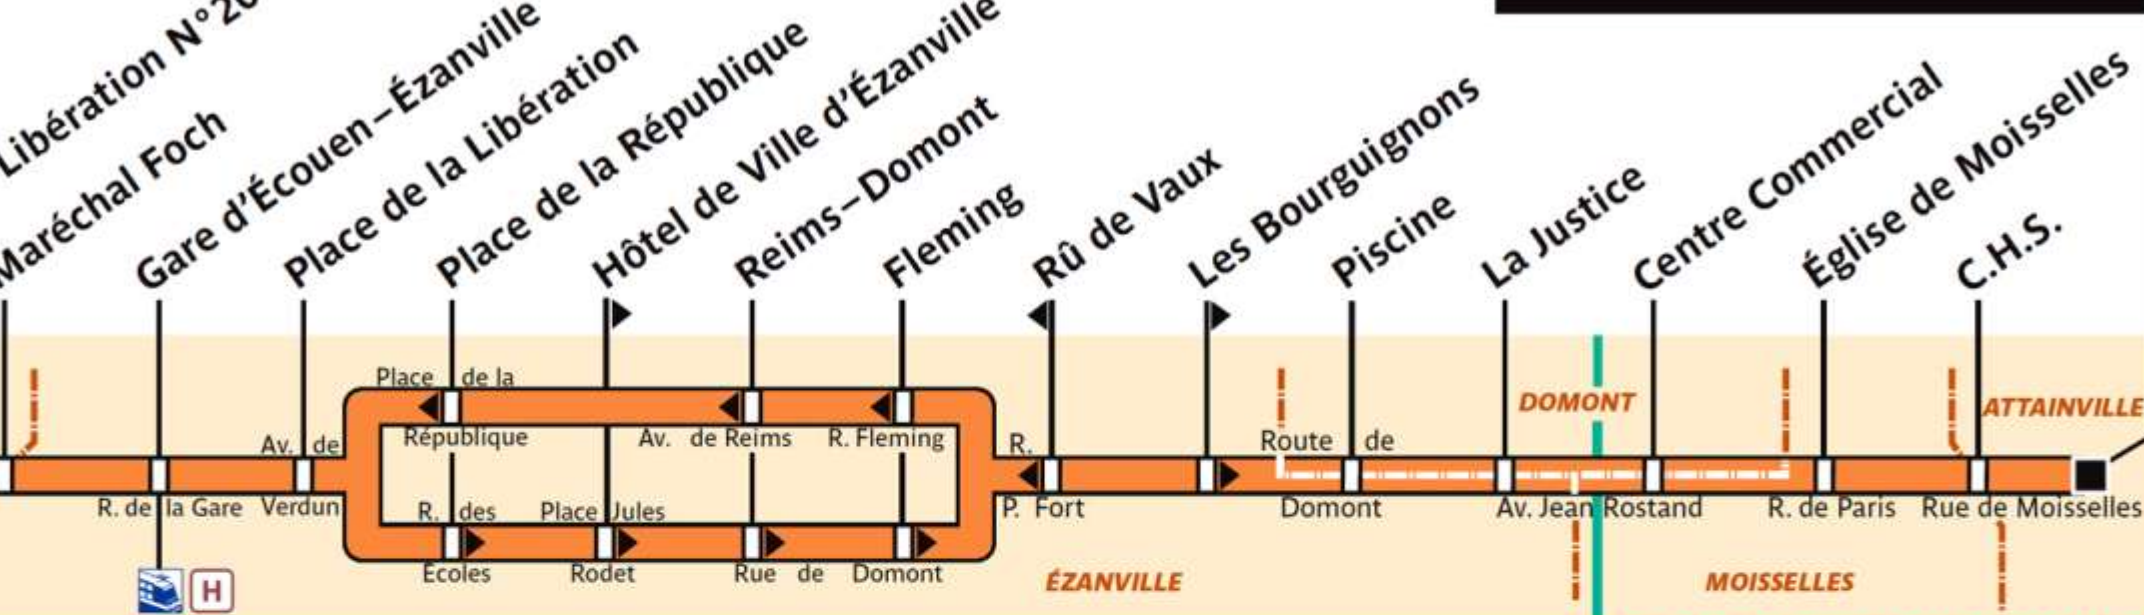 Libération N°
Maréchal Foch
Gare d'Écouen–Ézanville
Place de la Libération
Place de la République
Hôtel de Ville d'Ézanville
Reims–Domont
Fleming
Rû de Vaux
Les Bourguignons
Piscine
La Justice
Centre Commercial
Église de Moisselles
C.H.S.
Place de la
République
Av. de Reims
R. Fleming
Av. de
Verdun
R. de la Gare
R. des
Écoles
Place Jules
Rodet
Rue de Domont
R.
P. Fort
Route de
Domont
Av. Jean Rostand
R. de Paris
Rue de Moisselles
DOMONT
ATTAINVILLE
ÉZANVILLE
MOISSELLES
H